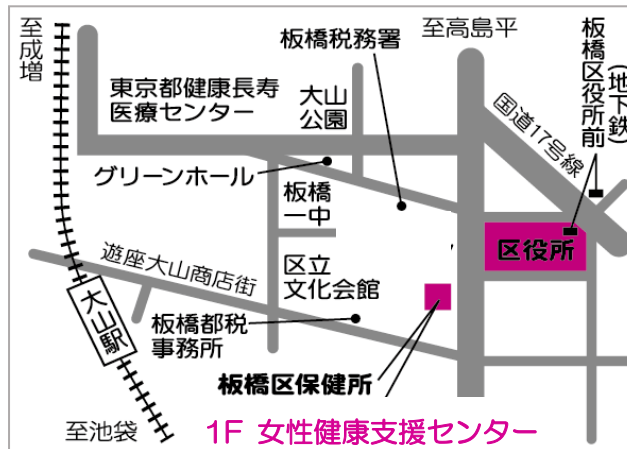 至成増
板橋税務署
至高島平
板橋区役所前
(地下鉄)
東京都健康長寿
医療センター
大山
公園
国道17号線
グリーンホール
板橋
一中
区役所
遊座大山商店街
区立
文化会館
大山駅
板橋都税
事務所
板橋区保健所
至池袋
1F 女性健康支援センター